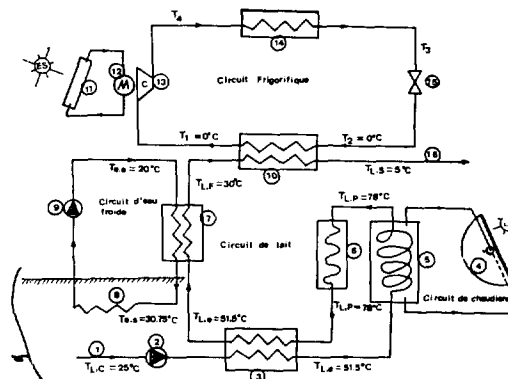 T4
14
ES
12
C
13
11
Circuit Frigorifique
T3
15
T1 = 0°C
T2 = 0°C
16
10
Te.e = 20°C
TL.F = 30°C
TL.S = 5°C
9
Circuit d'eau
froide
7
Circuit de lait
TL.P = 78°C
6
5
4
Circuit de chaudière
8
TL.P = 78°C
Te.s = 30.75°C
TL.e = 51.5°C
1
2
TL.C = 25°C
3
TL.e = 51.5°C